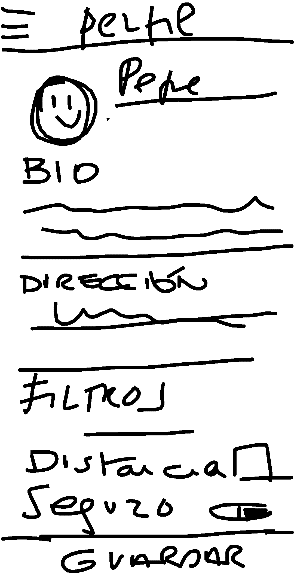 Perfil
Pepe
BIO
DIRECCIÓN
FILTROS
Distancia
Seguro
GUARDAR